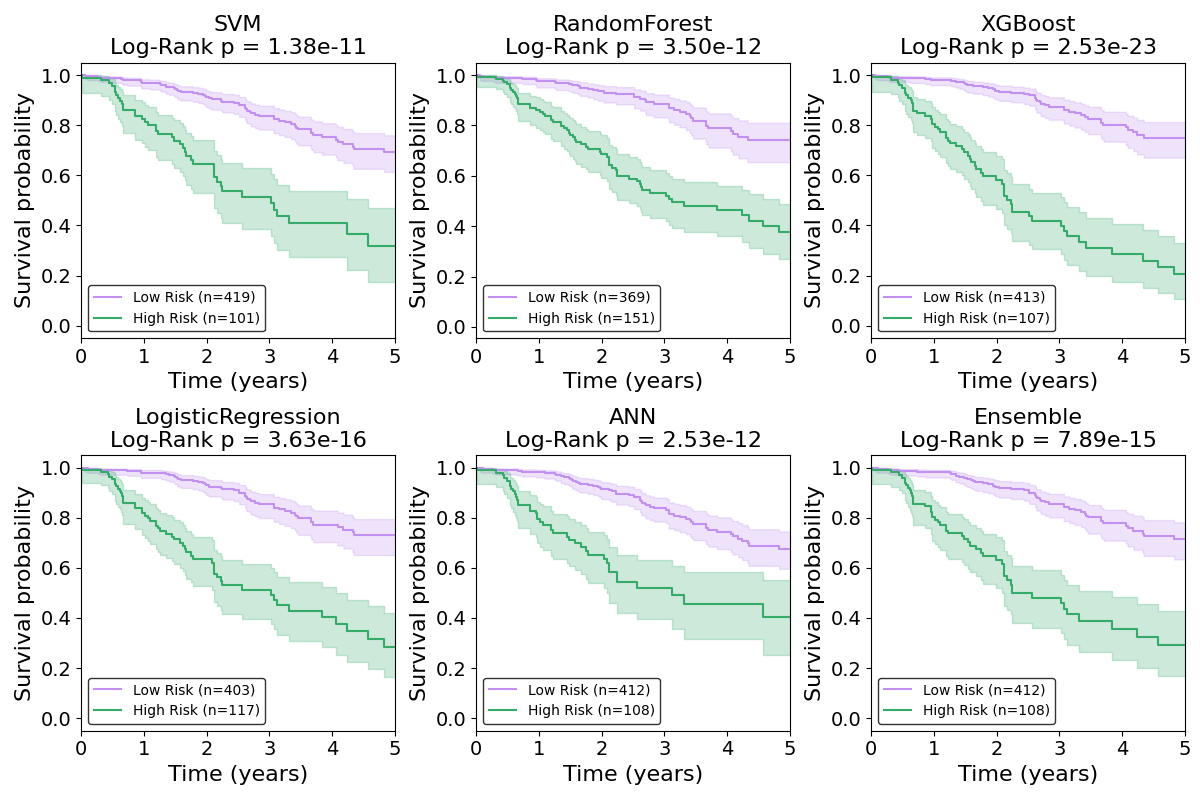 SVM
Log-Rank p = 1.38e-11
Survival probability
1.0
0.8
0.6
0.4
0.2
0.0
Low Risk (n=419)
High Risk (n=101)
0 1 2 3 4 5
Time (years)
RandomForest
Log-Rank p = 3.50e-12
Survival probability
1.0
0.8
0.6
0.4
0.2
0.0
Low Risk (n=369)
High Risk (n=151)
0 1 2 3 4 5
Time (years)
XGBoost
Log-Rank p = 2.53e-23
Survival probability
1.0
0.8
0.6
0.4
0.2
0.0
Low Risk (n=413)
High Risk (n=107)
0 1 2 3 4 5
Time (years)
LogisticRegression
Log-Rank p = 3.63e-16
Survival probability
1.0
0.8
0.6
0.4
0.2
0.0
Low Risk (n=403)
High Risk (n=117)
0 1 2 3 4 5
Time (years)
ANN
Log-Rank p = 2.53e-12
Survival probability
1.0
0.8
0.6
0.4
0.2
0.0
Low Risk (n=412)
High Risk (n=108)
0 1 2 3 4 5
Time (years)
Ensemble
Log-Rank p = 7.89e-15
Survival probability
1.0
0.8
0.6
0.4
0.2
0.0
Low Risk (n=412)
High Risk (n=108)
0 1 2 3 4 5
Time (years)